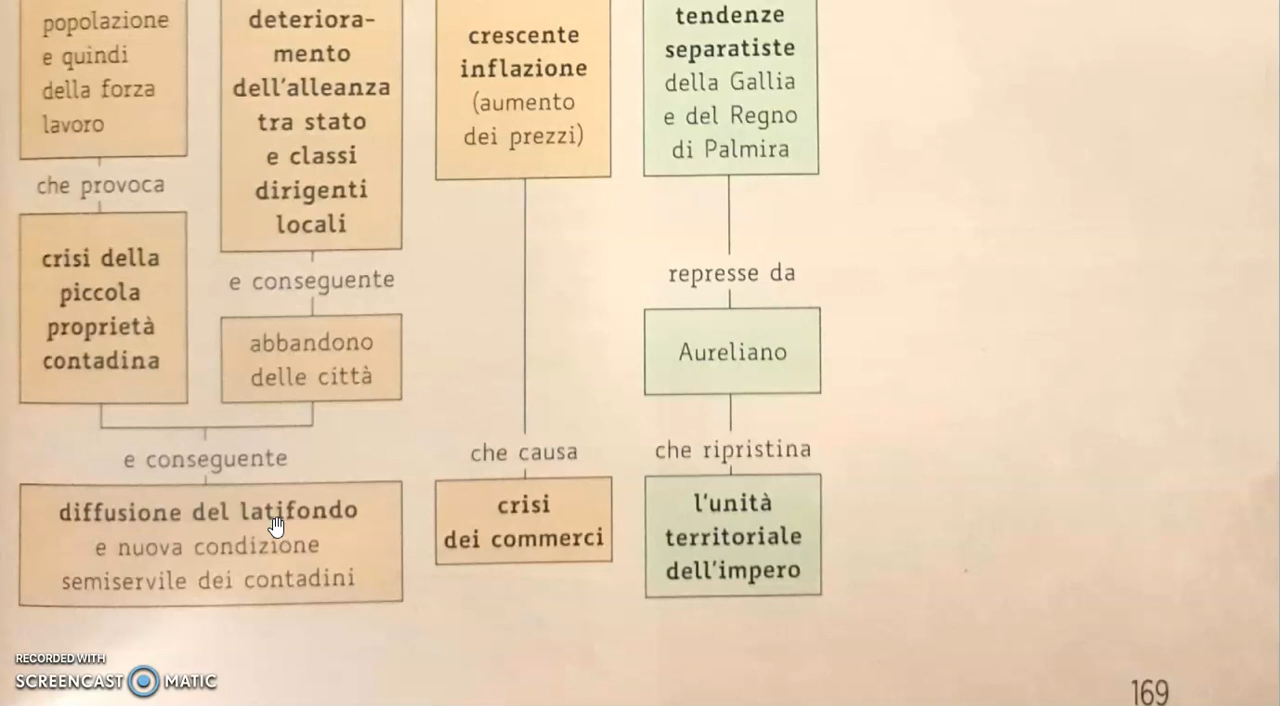 popolazione
e quindi
della forza
lavoro
che provoca
crisi della
piccola
proprietà
contadina
deteriora-
mento
dell'alleanza
tra stato
e classi
dirigenti
locali
e conseguente
abbandono
delle città
e conseguente
diffusione del latifondo
e nuova condizione
semiservile dei contadini
crescente
inflazione
(aumento
dei prezzi)
che causa
crisi
dei commerci
tendenze
separatiste
della Gallia
e del Regno
di Palmira
represse da
Aureliano
che ripristina
l'unità
territoriale
dell'impero
RECORDED WITH
SCREENCAST MATIC
169